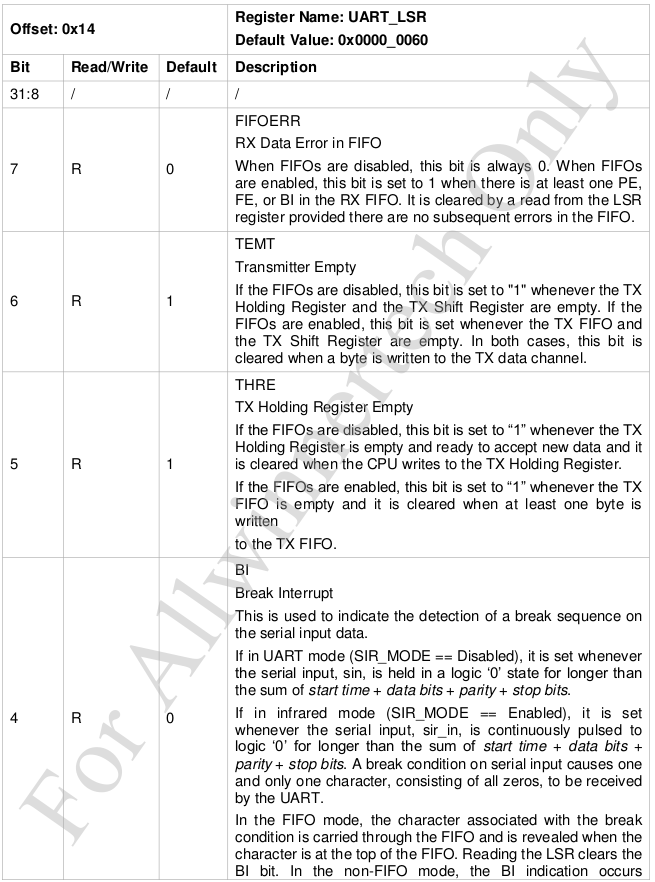 Offset: 0x14
Register Name: UART_LSR
Default Value: 0x0000_0060
Bit Read/Write Default Description
31:8 / / /
7 R 0
FIFOERR
RX Data Error in FIFO
When FIFOs are disabled, this bit is always 0. When FIFOs
are enabled, this bit is set to 1 when there is at least one PE,
FE, or BI in the RX FIFO. It is cleared by a read from the LSR
register provided there are no subsequent errors in the FIFO.
6 R 1
TEMT
Transmitter Empty
If the FIFOs are disabled, this bit is set to "1" whenever the TX
Holding Register and the TX Shift Register are empty. If the
FIFOs are enabled, this bit is set whenever the TX FIFO and
the TX Shift Register are empty. In both cases, this bit is
cleared when a byte is written to the TX data channel.
5 R 1
THRE
TX Holding Register Empty
If the FIFOs are disabled, this bit is set to “1” whenever the TX
Holding Register is empty and ready to accept new data and it
is cleared when the CPU writes to the TX Holding Register.
If the FIFOs are enabled, this bit is set to “1” whenever the TX
FIFO is empty and it is cleared when at least one byte is
written
to the TX FIFO.
4 R 0
BI
Break Interrupt
This is used to indicate the detection of a break sequence on
the serial input data.
If in UART mode (SIR_MODE == Disabled), it is set whenever
the serial input, sin, is held in a logic ‘0’ state for longer than
the sum of start time + data bits + parity + stop bits.
If in infrared mode (SIR_MODE == Enabled), it is set
whenever the serial input, sir_in, is continuously pulsed to
logic ‘0’ for longer than the sum of start time + data bits +
parity + stop bits. A break condition on serial input causes one
and only one character, consisting of all zeros, to be received
by the UART.
In the FIFO mode, the character associated with the break
condition is carried through the FIFO and is revealed when the
character is at the top of the FIFO. Reading the LSR clears the
BI bit. In the non-FIFO mode, the BI indication occurs
For Allwinnertech Only